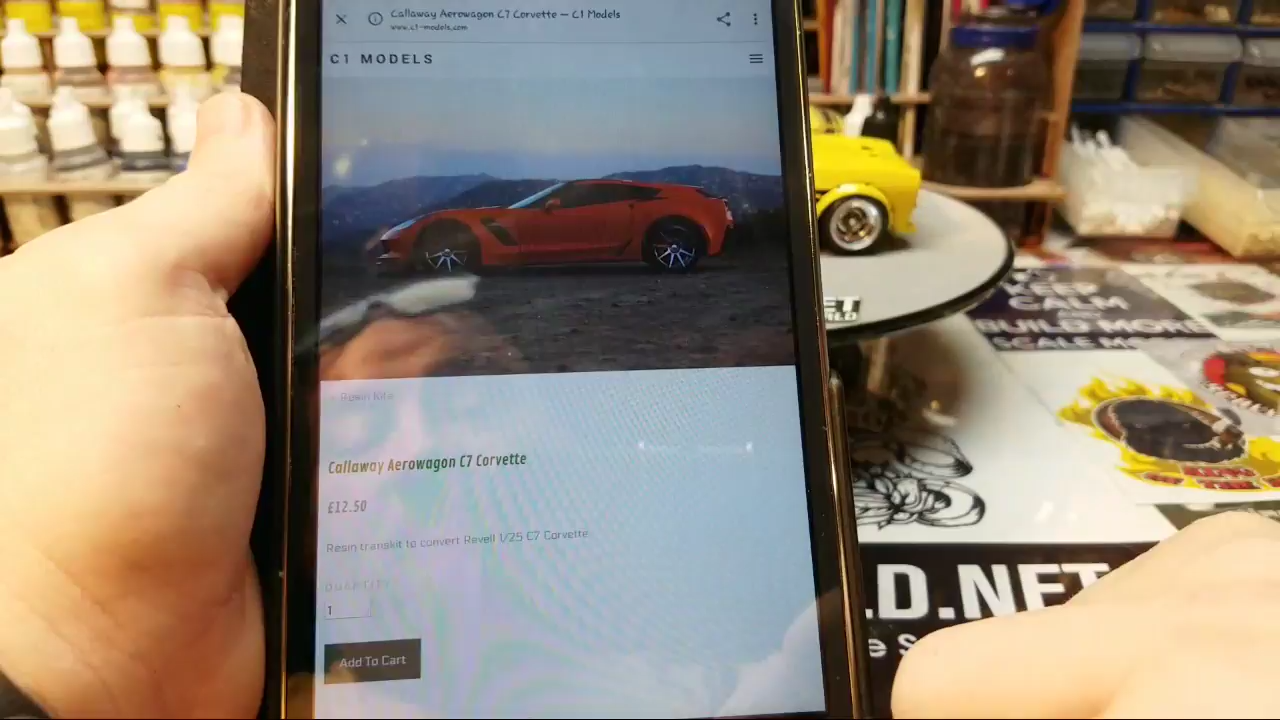 Callaway Aerowagon C7 Corvette — C1 Models
www.c1-models.com
C1 MODELS
Resin Kits
Callaway Aerowagon C7 Corvette
£12.50
Resin transkit to convert Revell 1/25 C7 Corvette
QUANTITY
1
Add To Cart
KEEP
CALM
AND
BUILD MORE
SCALE
D.NET